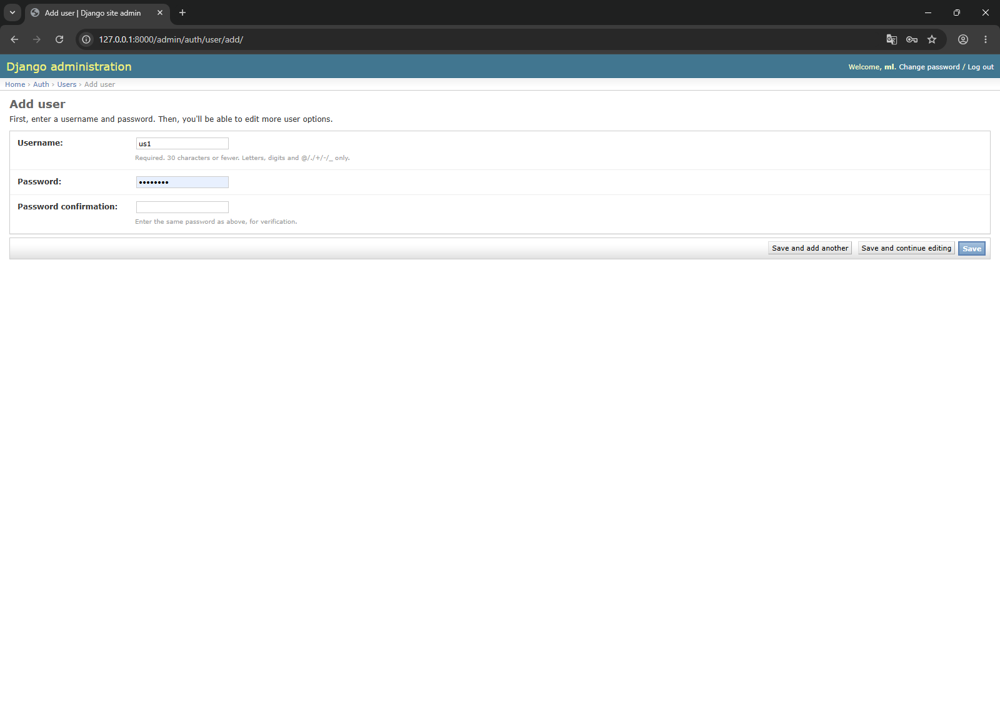 Add user | Django site admin
127.0.0.1:8000/admin/auth/user/add/
Django administration
Welcome, ml. Change password / Log out
Home › Auth › Users › Add user
Add user
First, enter a username and password. Then, you'll be able to edit more user options.
Username: us1
Required. 30 characters or fewer. Letters, digits and @/./+/-/_ only.
Password: ••••••••
Password confirmation:
Enter the same password as above, for verification.
Save and add another Save and continue editing Save